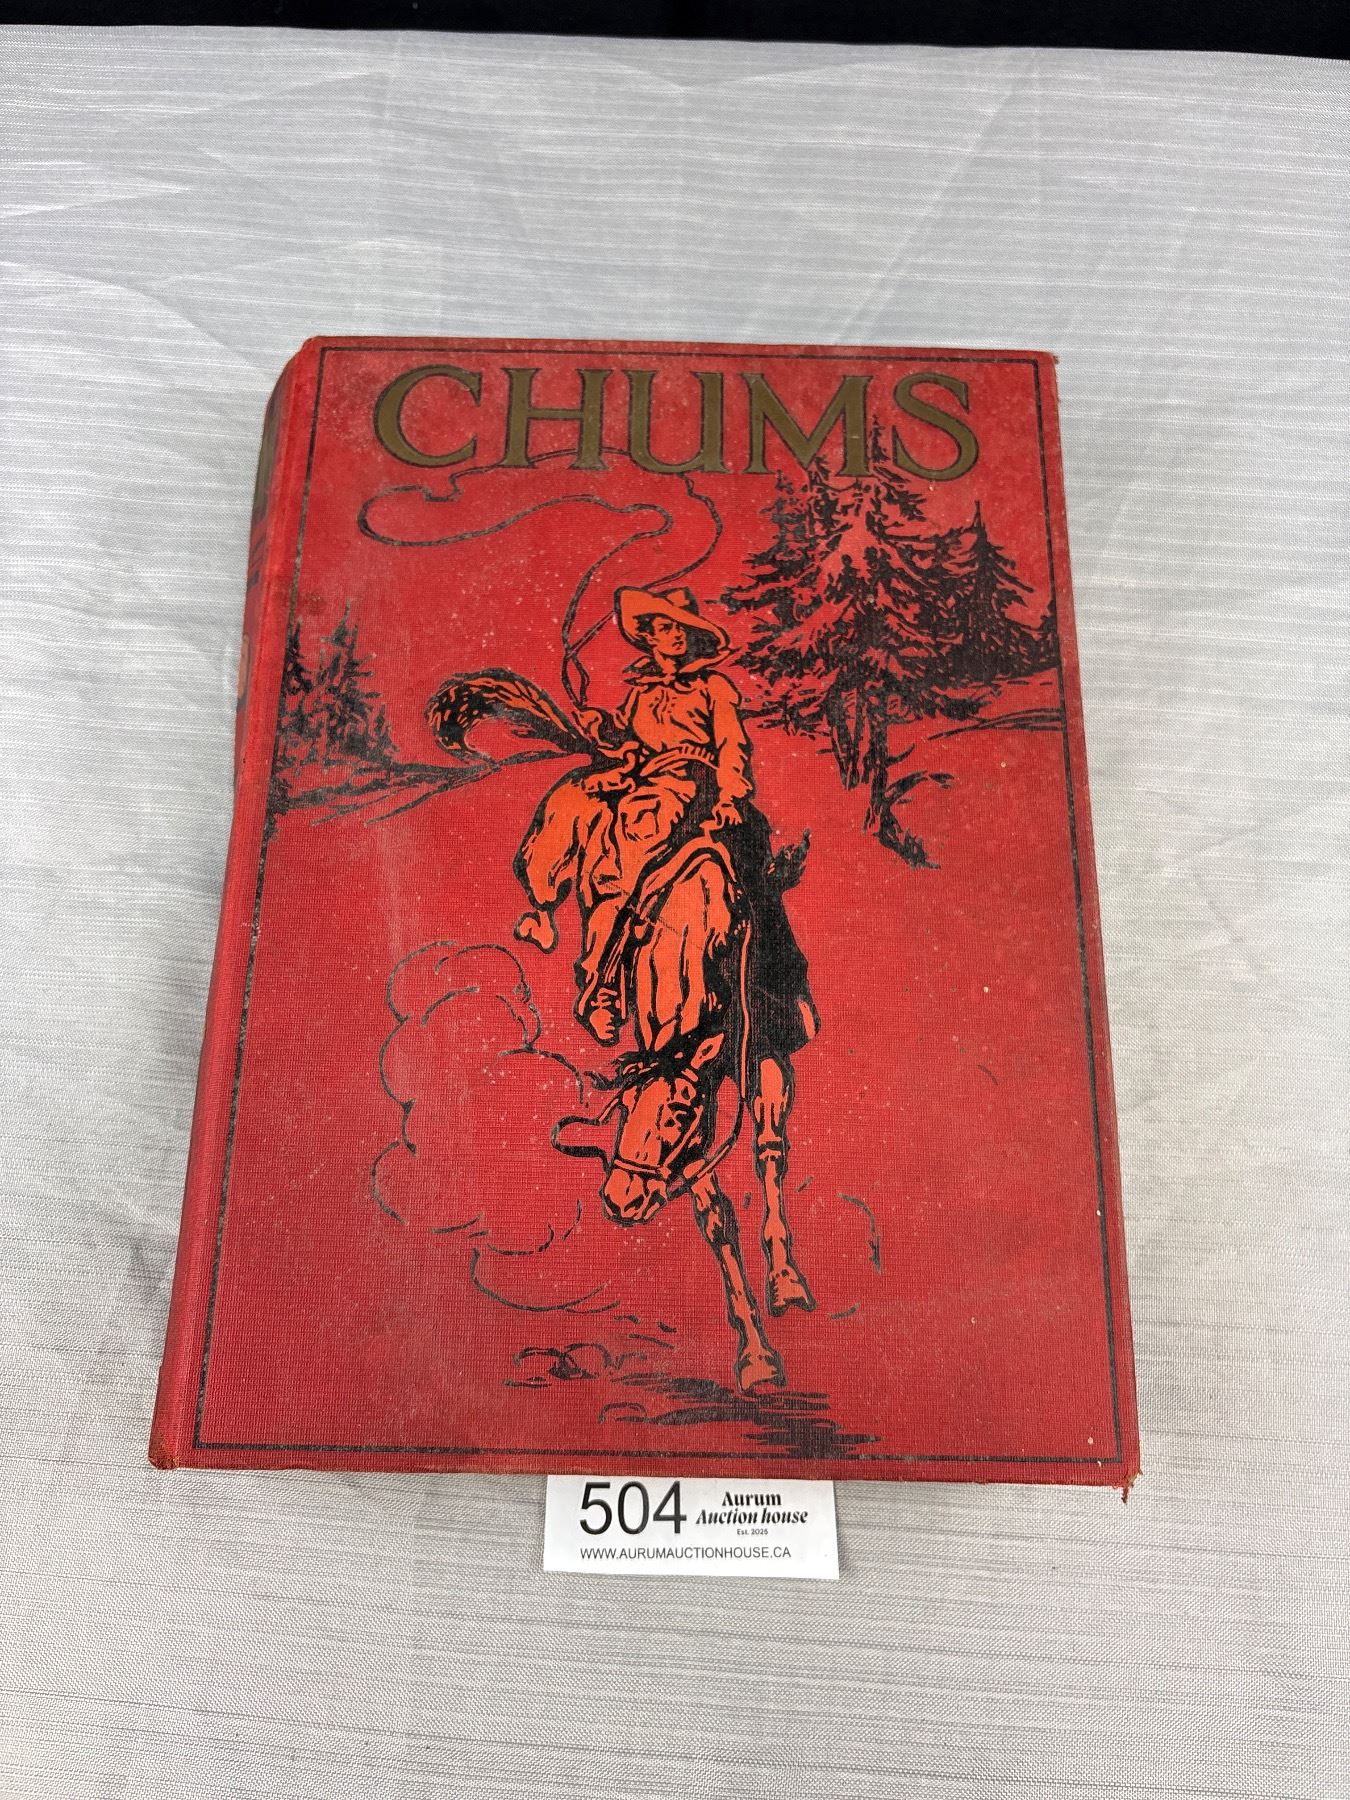 CHUMS
504 Aurum
Auction house
Est. 2025
WWW.AURUMAUCTIONHOUSE.CA